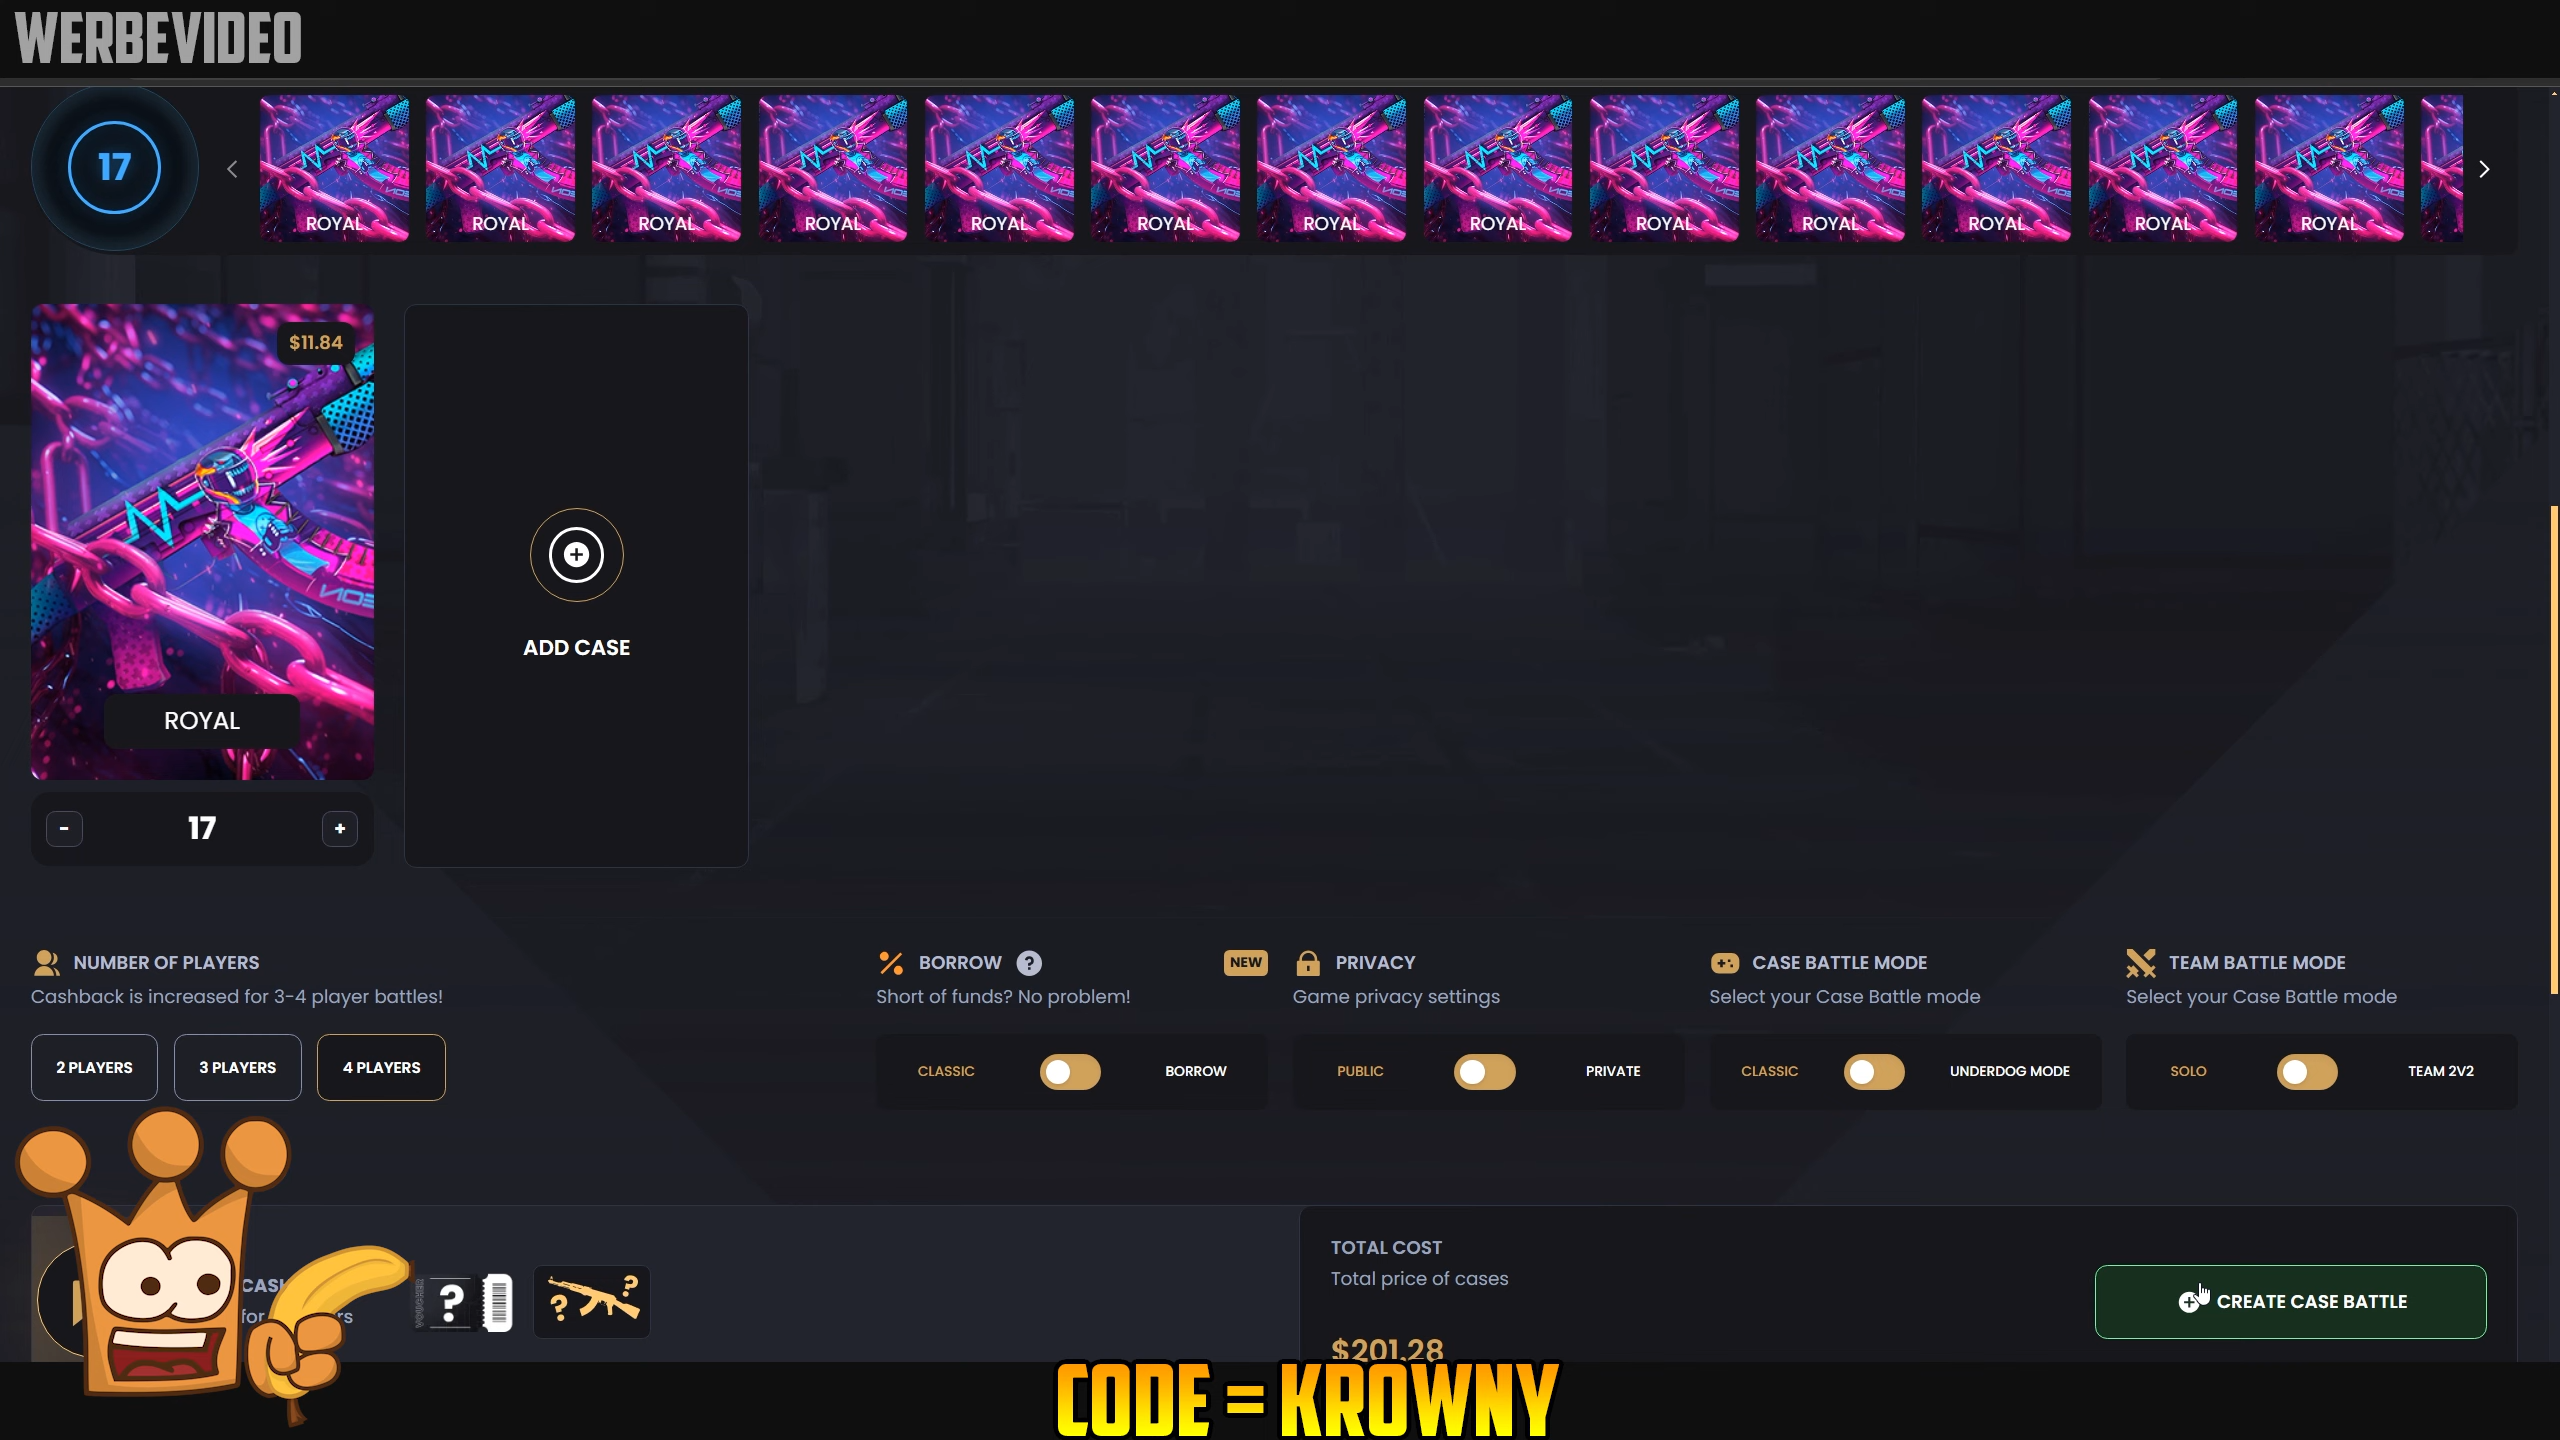 WERBEVIDEO
17
ROYAL ROYAL ROYAL ROYAL ROYAL ROYAL ROYAL ROYAL ROYAL ROYAL ROYAL ROYAL ROYAL
$11.84
ROYAL
- 17 +
ADD CASE
NUMBER OF PLAYERS
Cashback is increased for 3-4 player battles!
2 PLAYERS 3 PLAYERS 4 PLAYERS
BORROW ? NEW
Short of funds? No problem!
CLASSIC BORROW
PRIVACY
Game privacy settings
PUBLIC PRIVATE
CASE BATTLE MODE
Select your Case Battle mode
CLASSIC UNDERDOG MODE
TEAM BATTLE MODE
Select your Case Battle mode
SOLO TEAM 2V2
for
? ? ?
TOTAL COST
Total price of cases
$201.28
CREATE CASE BATTLE
CODE = KROWNY